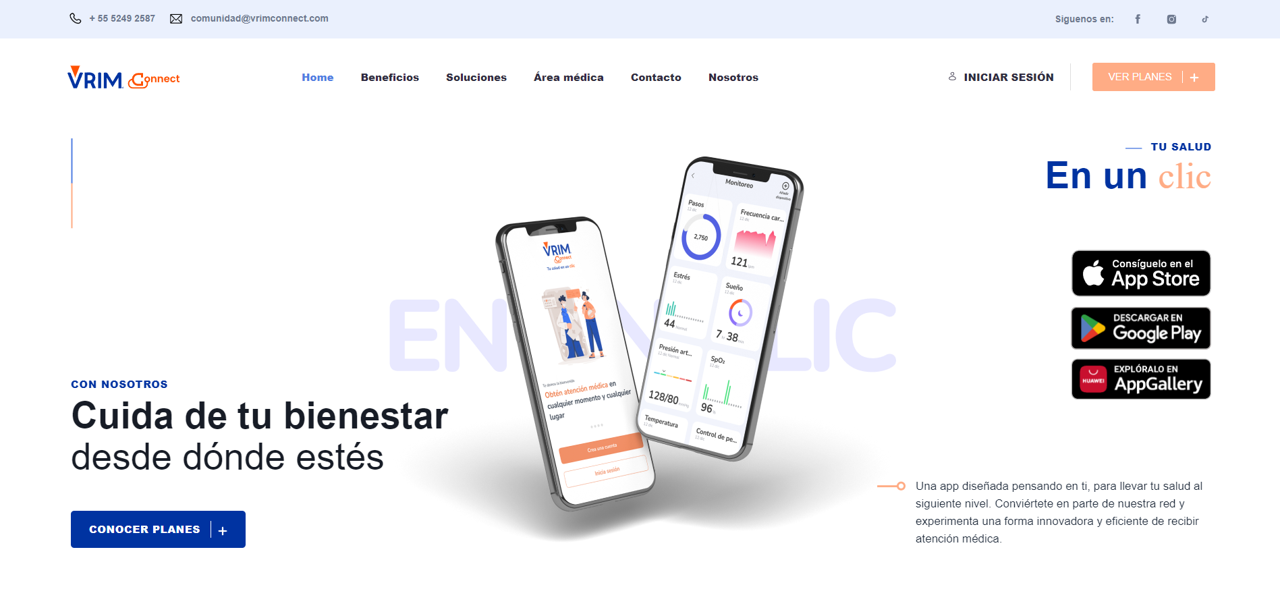 + 55 5249 2587
comunidad@vrimconnect.com
Siguenos en:
VRIM Connect
Home
Beneficios
Soluciones
Área médica
Contacto
Nosotros
INICIAR SESIÓN
VER PLANES
TU SALUD
En un clic
Consíguelo en el
App Store
DESCARGAR EN
Google Play
HUAWEI
EXPLÓRALO EN
AppGallery
VRIM
Connect
Tu salud en un clic
Obtén atención médica en
cualquier momento y cualquier
lugar
Crea una cuenta
Inicia sesión
Monitoreo
Pasos
2,750
Frecuencia car...
121
Estrés
44
Sueño
7 38
Presión art...
128/80
SpO₂
96
Temperatura
Control de pe...
CON NOSOTROS
Cuida de tu bienestar
desde dónde estés
CONOCER PLANES
Una app diseñada pensando en ti, para llevar tu salud al
siguiente nivel. Conviértete en parte de nuestra red y
experimenta una forma innovadora y eficiente de recibir
atención médica.